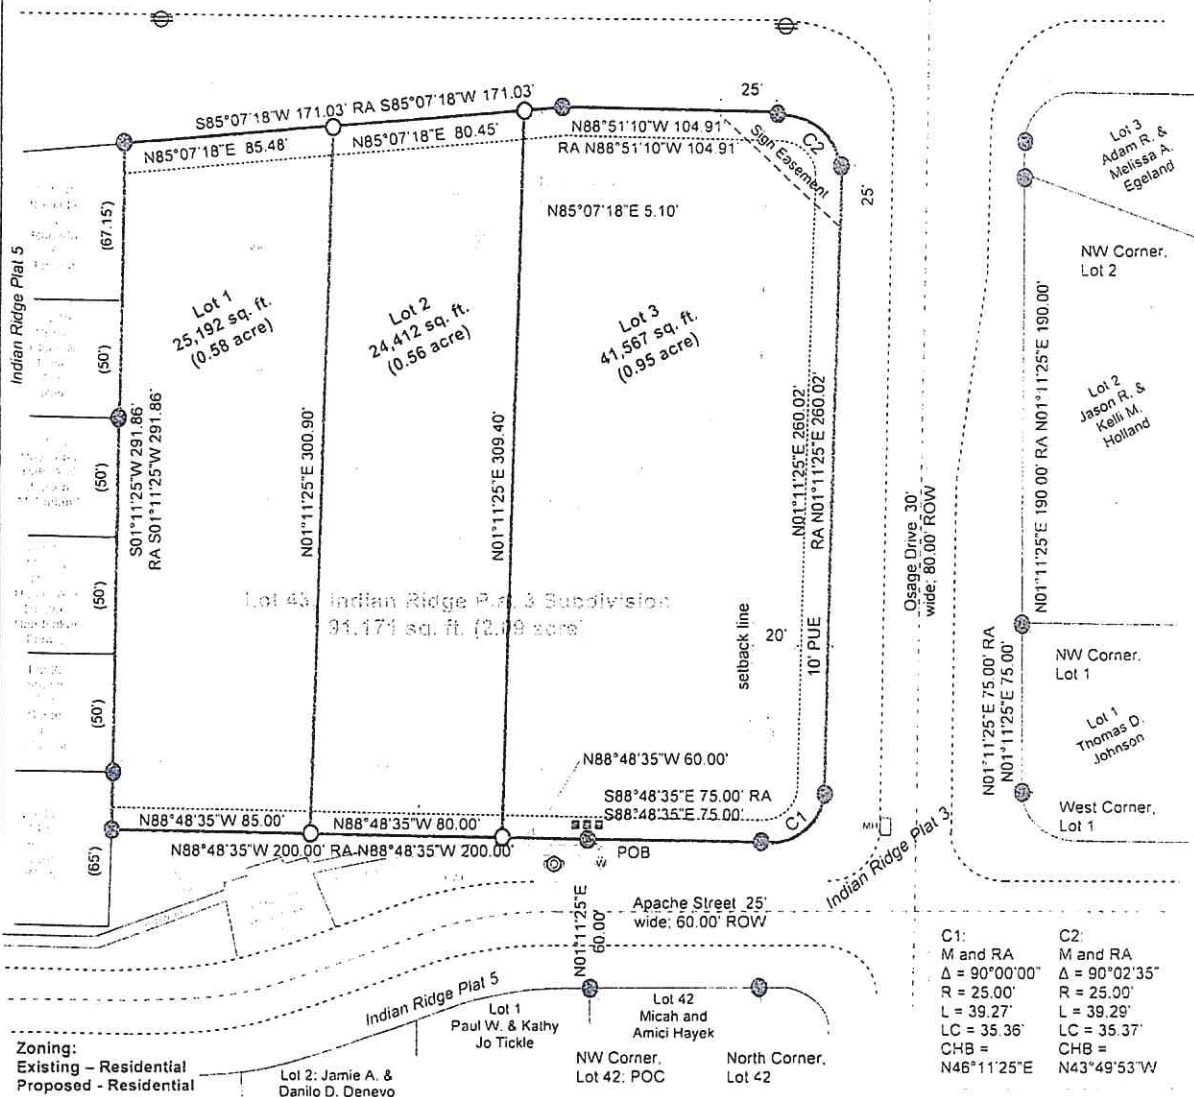 S85°07'18"W 171.03' RA S85°07'18"W 171.03'
25'
N85°07'18"E 85.48'
N85°07'18"E 80.45'
N88°51'10"W 104.91'
RA N88°51'10"W 104.91'
C2
Sign Easement
25'
N85°07'18"E 5.10'
Lot 3
Adam R. &
Melissa A.
Egeland
NW Corner,
Lot 2
Indian Ridge Plat 5
(67.15')
(50')
(50')
(50')
(50')
(65')
Lot 1
25,192 sq. ft.
(0.58 acre)
Lot 2
24,412 sq. ft.
(0.56 acre)
Lot 3
41,567 sq. ft.
(0.95 acre)
S01°11'25"W 291.86'
RA S01°11'25"W 291.86'
N01°11'25"E 300.90'
N01°11'25"E 309.40'
N01°11'25"E 260.02'
RA N01°11'25"E 260.02'
N01°11'25"E 190.00' RA N01°11'25"E 190.00'
Lot 2
Jason R. &
Kelli M.
Holland
Osage Drive 30'
wide; 80.00' ROW
Lot 43, Indian Ridge Plat 3 Subdivision
91,171 sq. ft. (2.09 acre)
setback line
20'
10' PUE
N01°11'25"E 75.00' RA
N01°11'25"E 75.00'
NW Corner,
Lot 1
Lot 1
Thomas D.
Johnson
West Corner,
Lot 1
N88°48'35"W 60.00'
S88°48'35"E 75.00' RA
S88°48'35"E 75.00'
C1
N88°48'35"W 85.00'
N88°48'35"W 80.00'
N88°48'35"W 200.00' RA N88°48'35"W 200.00'
POB
W
MH
Indian Ridge Plat 3
N01°11'25"E
60.00'
Apache Street 25'
wide; 60.00' ROW
Indian Ridge Plat 5
Lot 1
Paul W. & Kathy
Jo Tickle
Lot 42
Micah and
Amici Hayek
NW Corner,
Lot 42; POC
North Corner,
Lot 42
Lot 2: Jamie A. &
Danilo D. Denevo
Zoning:
Existing – Residential
Proposed - Residential
C1:
M and RA
Δ = 90°00'00"
R = 25.00'
L = 39.27'
LC = 35.36'
CHB =
N46°11'25"E
C2:
M and RA
Δ = 90°02'35"
R = 25.00'
L = 39.29'
LC = 35.37'
CHB =
N43°49'53"W